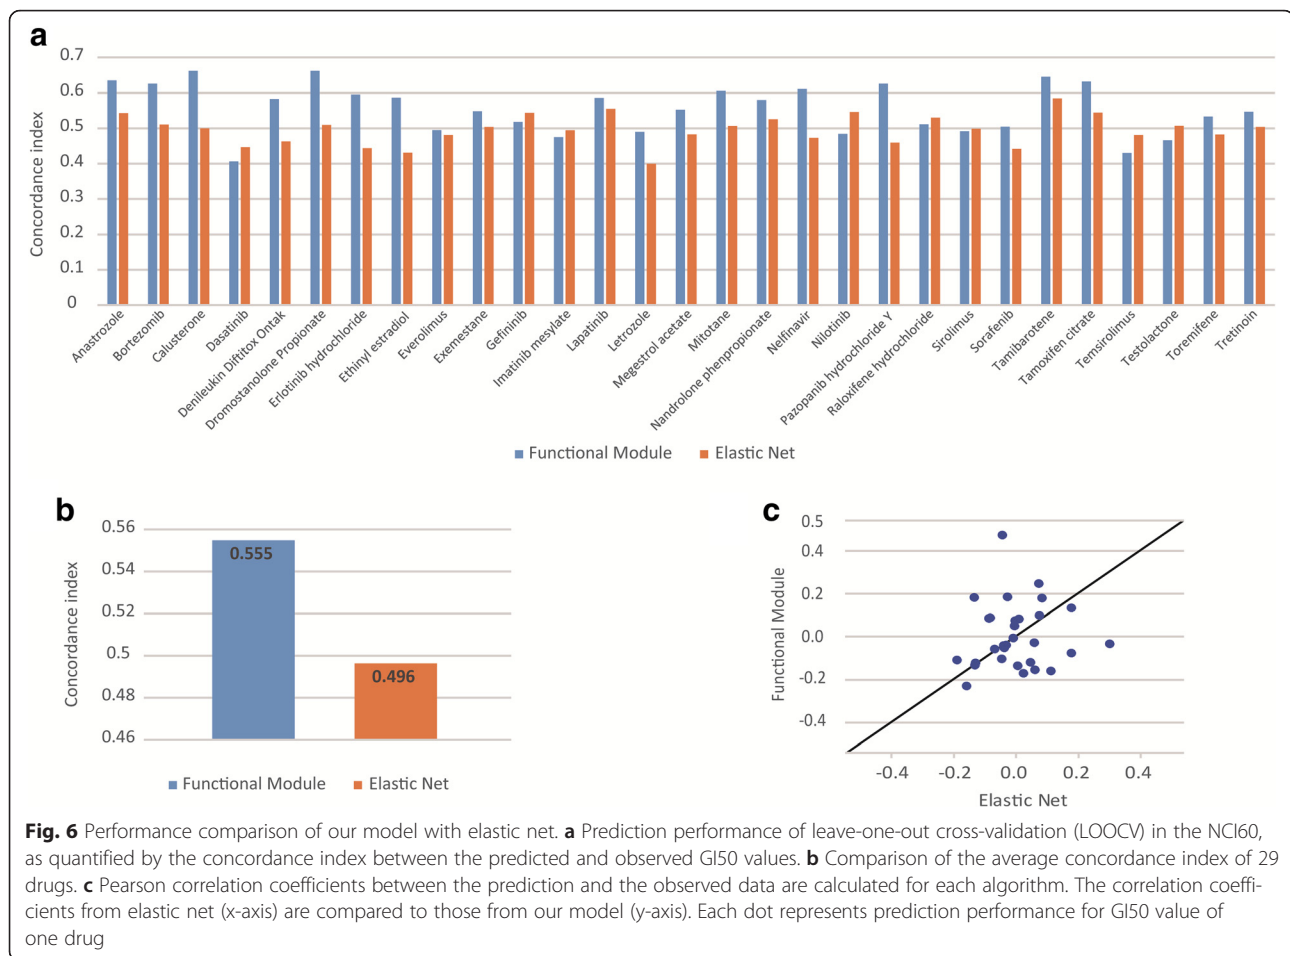 a
0.7
0.6
0.5
0.4
0.3
0.2
0.1
0
Concordance index
Anastrozole
Bortezomib
Calusterone
Dasatinib
Denileukin Diftitox Ontak
Dromostanolone Propionate
Erlotinib hydrochloride
Ethinyl estradiol
Everolimus
Exemestane
Gefininib
Imatinib mesylate
Lapatinib
Letrozole
Megestrol acetate
Mitotane
Nandrolone phenpropionate
Nelfinavir
Nilotinib
Pazopanib hydrochloride Y
Raloxifene hydrochloride
Sirolimus
Sorafenib
Tamibarotene
Tamoxifen citrate
Temsirolimus
Testolactone
Toremifene
Tretinoin
Functional Module Elastic Net
b
0.56
0.54
0.52
0.5
0.48
0.46
Concordance index
0.555
0.496
Functional Module Elastic Net
c
0.5
0.4
0.2
0.0
-0.2
-0.4
Functional Module
-0.4 -0.2 0.0 0.2 0.4
Elastic Net
Fig. 6 Performance comparison of our model with elastic net. a Prediction performance of leave-one-out cross-validation (LOOCV) in the NCI60,
as quantified by the concordance index between the predicted and observed GI50 values. b Comparison of the average concordance index of 29
drugs. c Pearson correlation coefficients between the prediction and the observed data are calculated for each algorithm. The correlation coeffi-
cients from elastic net (x-axis) are compared to those from our model (y-axis). Each dot represents prediction performance for GI50 value of
one drug